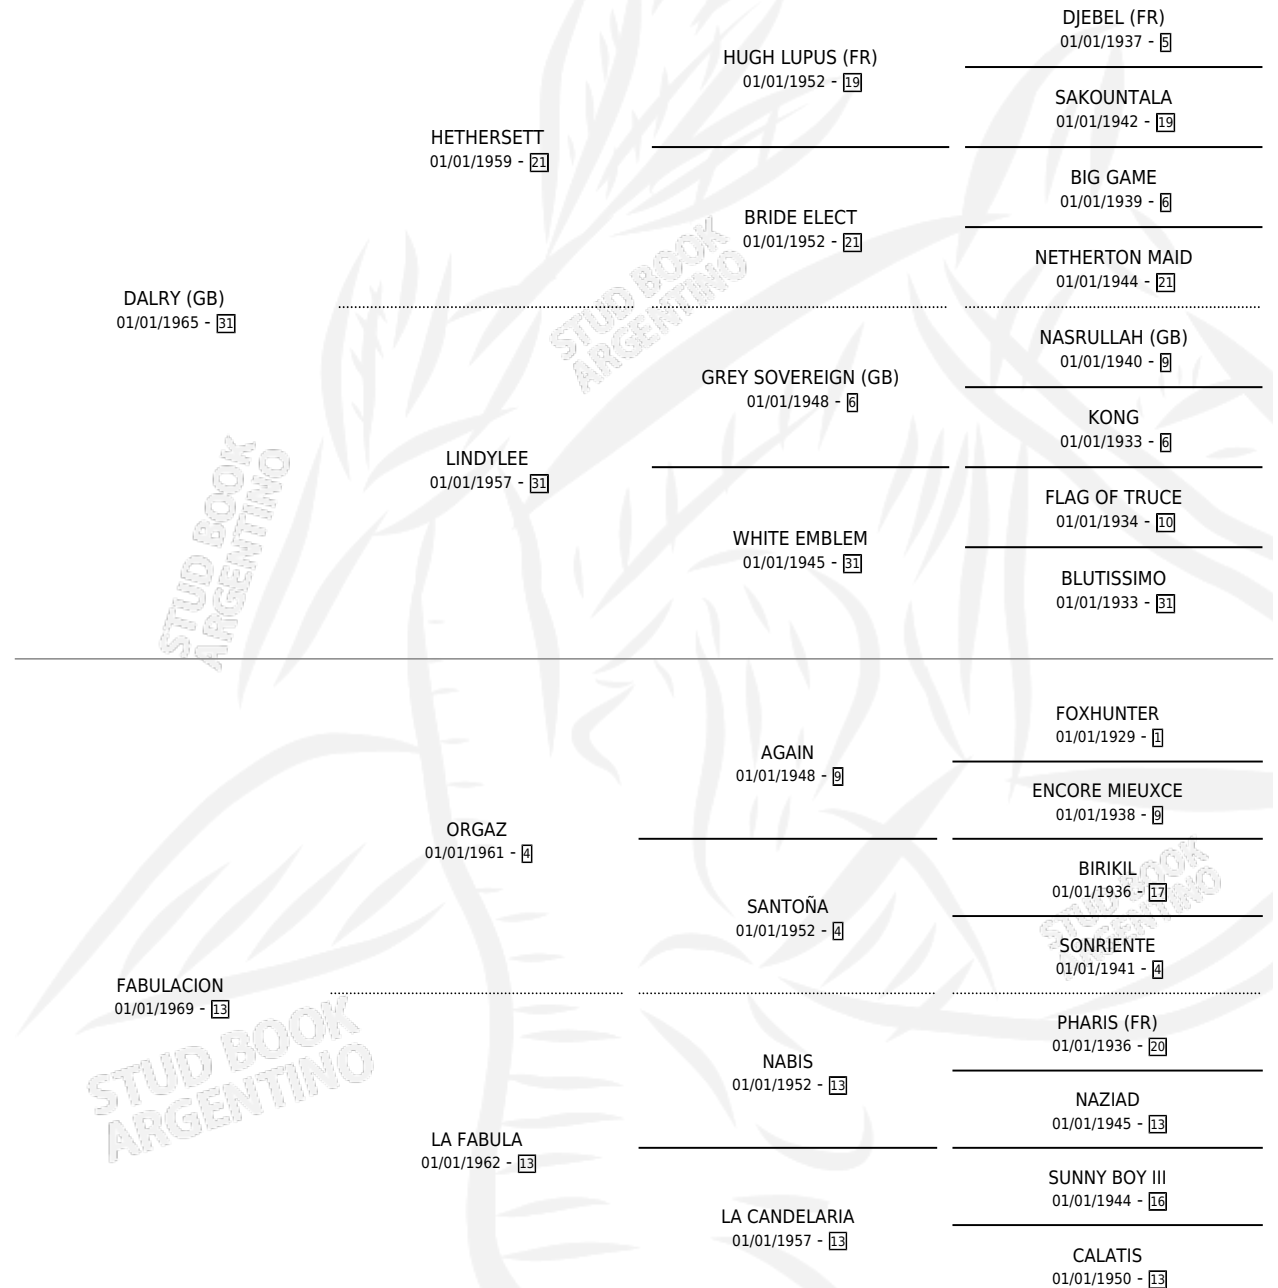 DJEBEL (FR)
01/01/1937 - 5
HUGH LUPUS (FR)
01/01/1952 - 19
SAKOUNTALA
01/01/1942 - 19
HETHERSETT
01/01/1959 - 21
BIG GAME
01/01/1939 - 6
BRIDE ELECT
01/01/1952 - 21
NETHERTON MAID
01/01/1944 - 21
DALRY (GB)
01/01/1965 - 31
NASRULLAH (GB)
01/01/1940 - 9
GREY SOVEREIGN (GB)
01/01/1948 - 6
KONG
01/01/1933 - 6
LINDYLEE
01/01/1957 - 31
FLAG OF TRUCE
01/01/1934 - 10
WHITE EMBLEM
01/01/1945 - 31
BLUTISSIMO
01/01/1933 - 31
FOXHUNTER
01/01/1929 - 1
AGAIN
01/01/1948 - 9
ENCORE MIEUXCE
01/01/1938 - 9
ORGAZ
01/01/1961 - 4
BIRIKIL
01/01/1936 - 17
SANTOÑA
01/01/1952 - 4
SONRIENTE
01/01/1941 - 4
FABULACION
01/01/1969 - 13
PHARIS (FR)
01/01/1936 - 20
NABIS
01/01/1952 - 13
NAZIAD
01/01/1945 - 13
LA FABULA
01/01/1962 - 13
SUNNY BOY III
01/01/1944 - 16
LA CANDELARIA
01/01/1957 - 13
CALATIS
01/01/1950 - 13
STUD BOOK
ARGENTINO
STUD BOOK
ARGENTINO
STUD BOOK
ARGENTINO
STUD BOOK
ARGENTINO